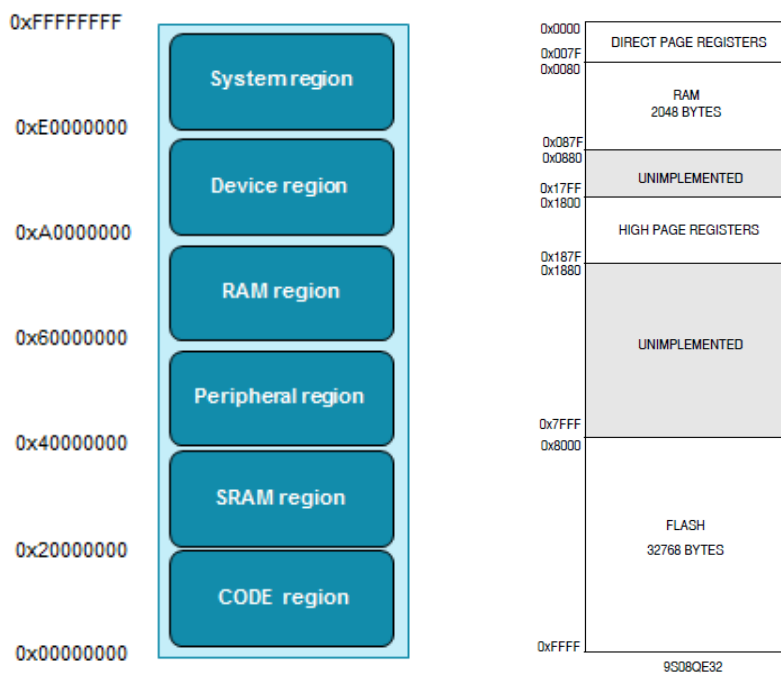 0xFFFFFFFF
System region
0xE0000000
Device region
0xA0000000
RAM region
0x60000000
Peripheral region
0x40000000
SRAM region
0x20000000
CODE region
0x00000000
0x0000
DIRECT PAGE REGISTERS
0x007F
0x0080
RAM
2048 BYTES
0x087F
0x0880
UNIMPLEMENTED
0x17FF
0x1800
HIGH PAGE REGISTERS
0x187F
0x1880
UNIMPLEMENTED
0x7FFF
0x8000
FLASH
32768 BYTES
0xFFFF
9S08QE32